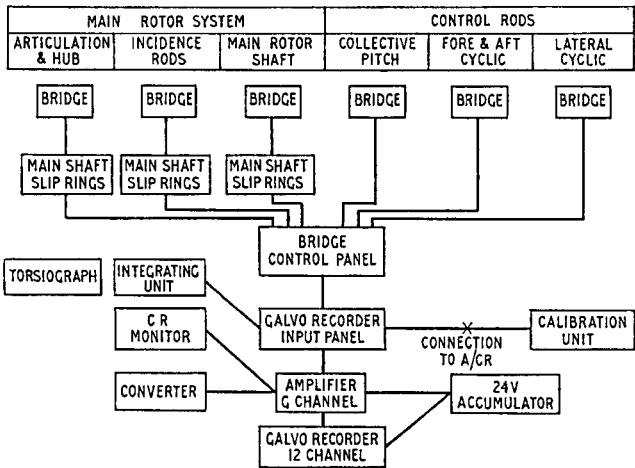 MAIN ROTOR SYSTEM
CONTROL RODS
ARTICULATION & HUB
INCIDENCE RODS
MAIN ROTOR SHAFT
COLLECTIVE PITCH
FORE & AFT CYCLIC
LATERAL CYCLIC
BRIDGE
BRIDGE
BRIDGE
BRIDGE
BRIDGE
BRIDGE
MAIN SHAFT
SLIP RINGS
MAIN SHAFT
SLIP RINGS
MAIN SHAFT
SLIP RINGS
BRIDGE
CONTROL PANEL
TORSIOGRAPH
INTEGRATING
UNIT
C R
MONITOR
GALVO RECORDER
INPUT PANEL
CONNECTION
TO A/CR
CALIBRATION
UNIT
CONVERTER
AMPLIFIER
G CHANNEL
24V
ACCUMULATOR
GALVO RECORDER
12 CHANNEL